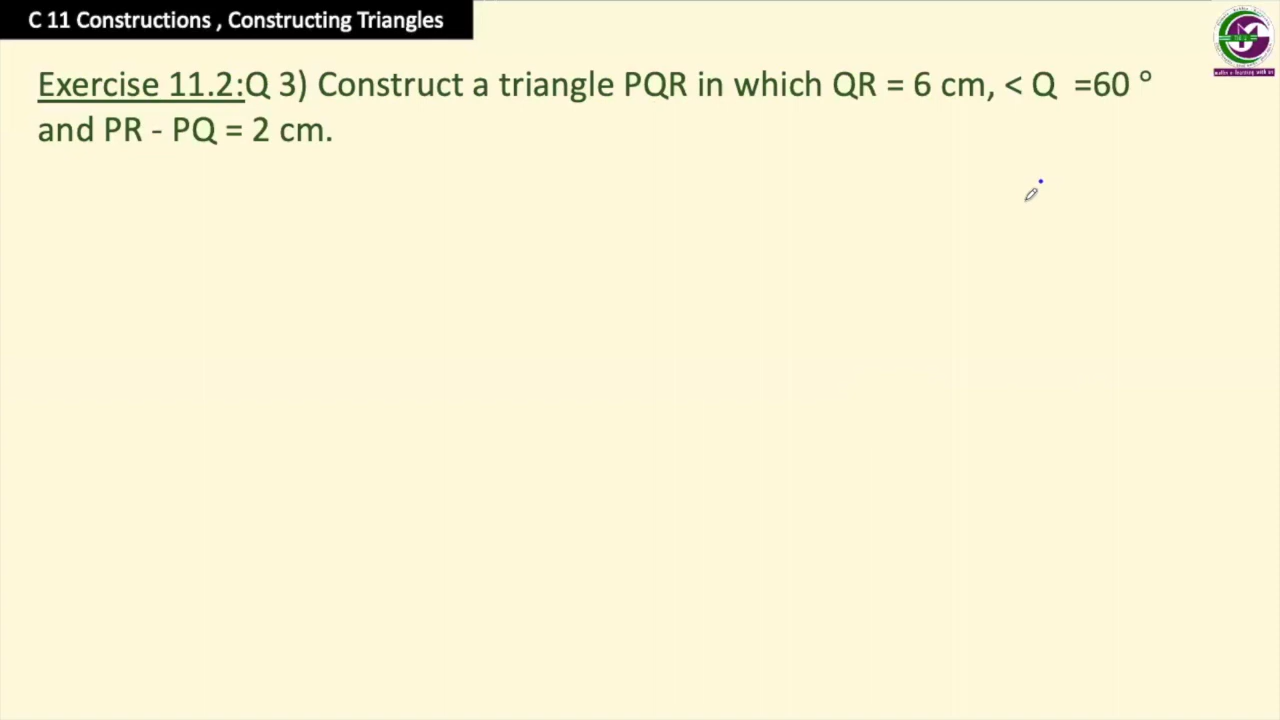 C 11 Constructions , Constructing Triangles
Exercise 11.2:Q 3) Construct a triangle PQR in which QR = 6 cm, < Q  =60 °
and PR - PQ = 2 cm.